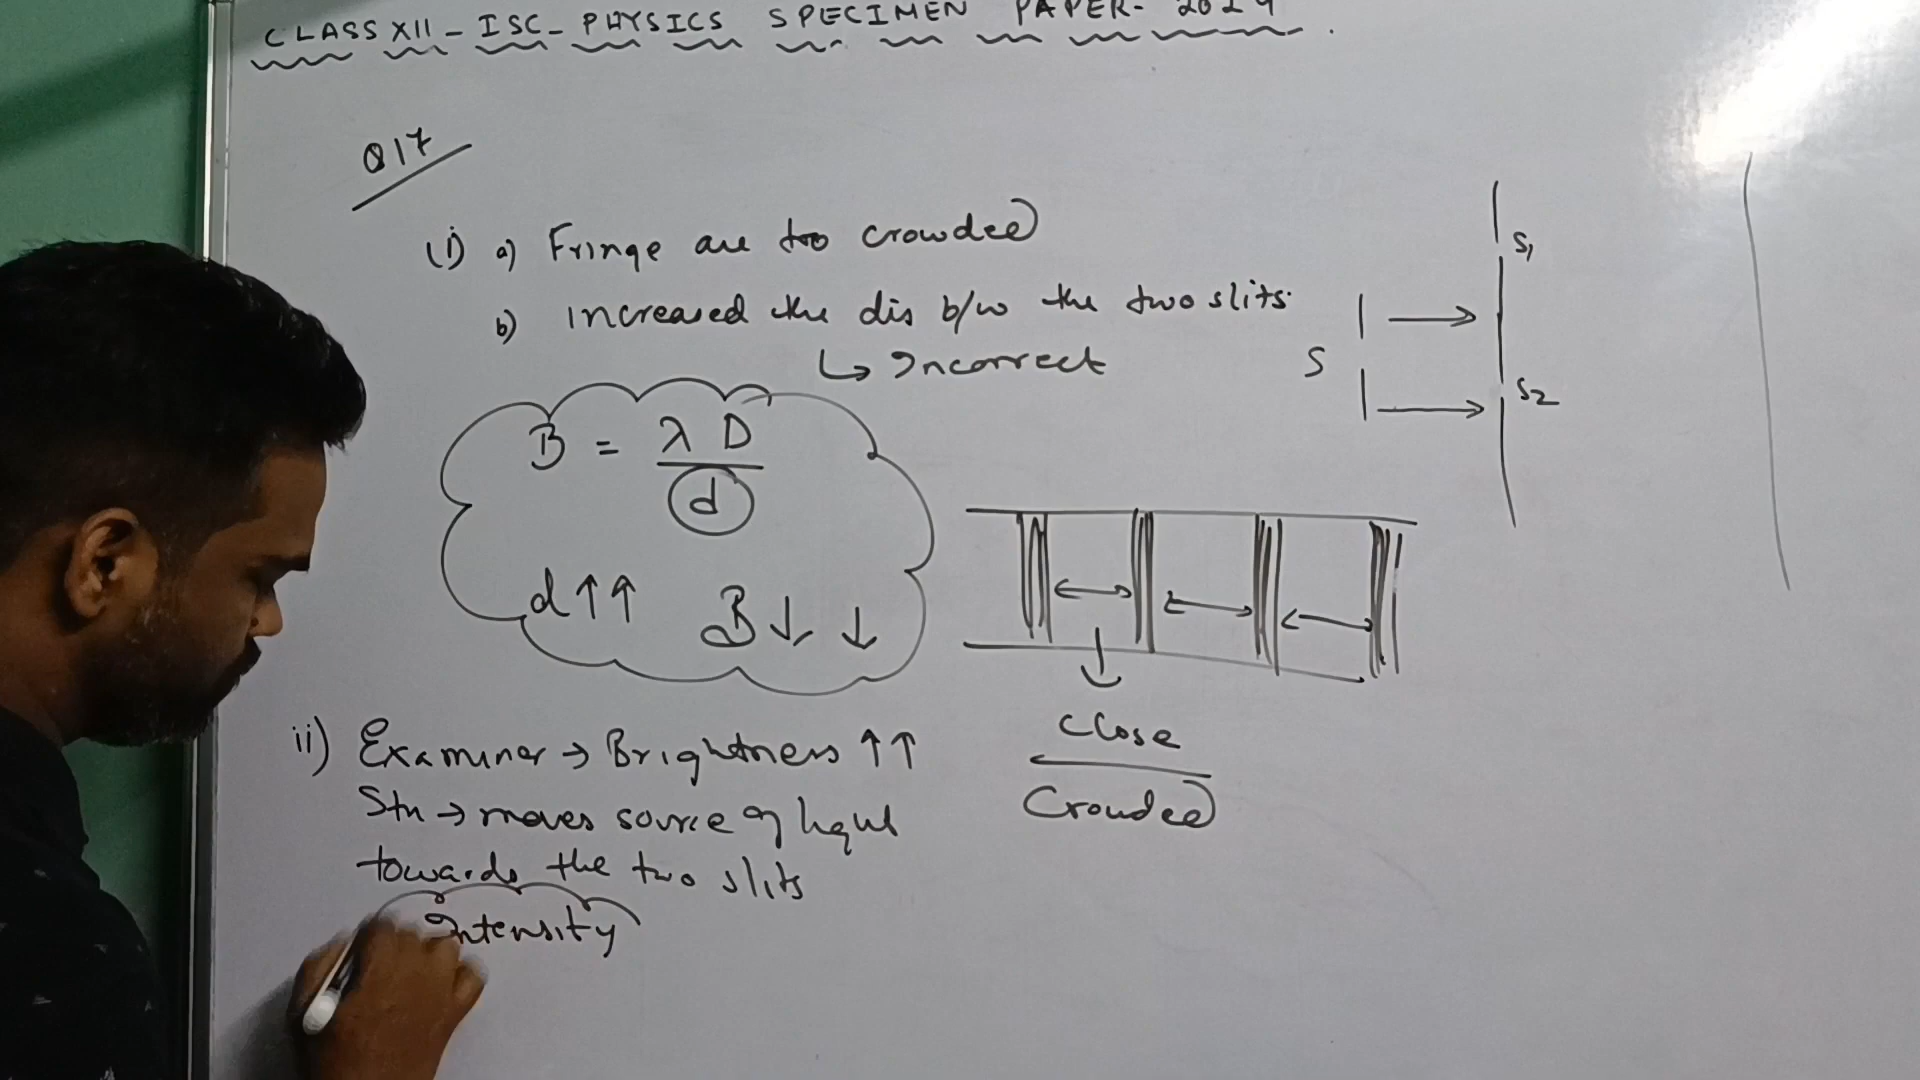 CLASS XII - ISC - PHYSICS SPECIMEN PAPER - 2024.
Q17
(i) a) Fringe are too crowded
b) increased the dis b/w the two slits.
↳ Incorrect
S
S1
S2
B = λ D
d
d↑↑ B↓↓
close
Crowded
ii) Examiner → Brightness ↑↑
Stu → moves source of light
towards the two slits
Intensity